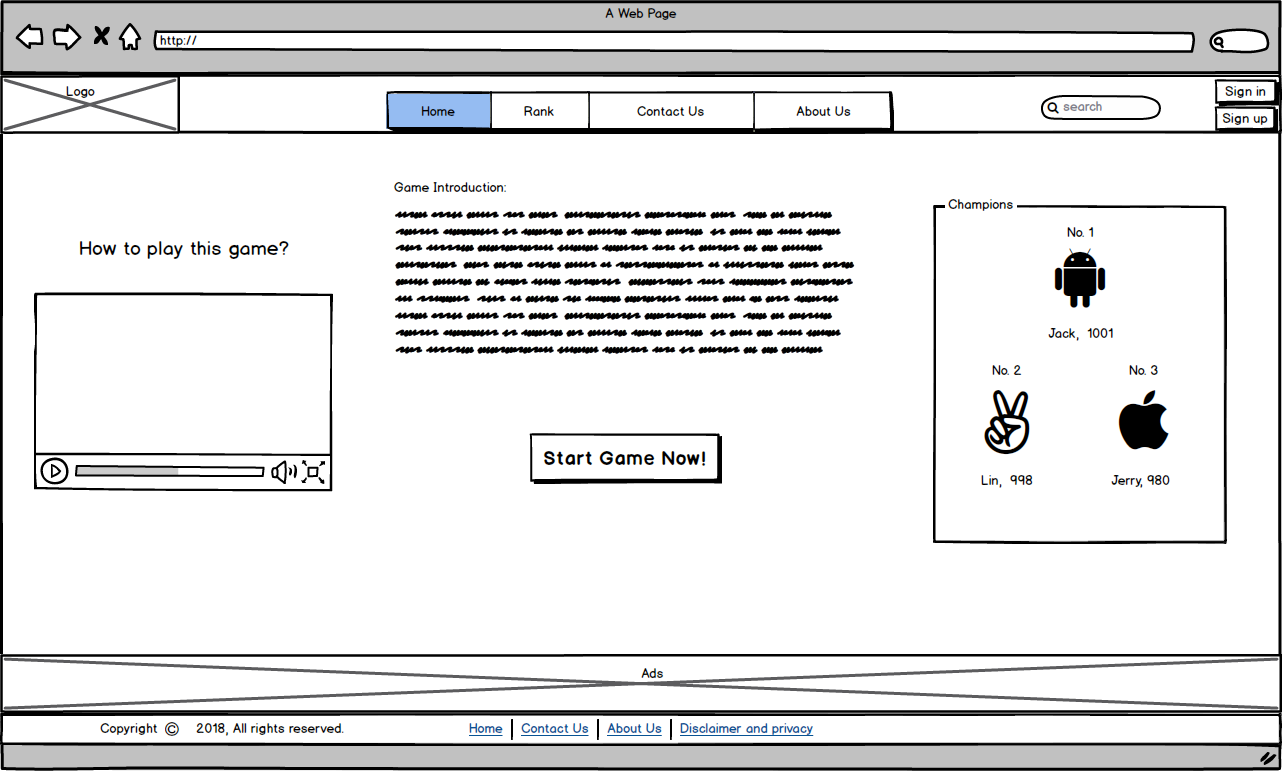 A Web Page
http://
Logo
Home
Rank
Contact Us
About Us
search
Sign in
Sign up
How to play this game?
Game Introduction:
Start Game Now!
Champions
No. 1
Jack, 1001
No. 2
No. 3
Lin, 998
Jerry, 980
Ads
Copyright © 2018, All rights reserved.
Home
Contact Us
About Us
Disclaimer and privacy